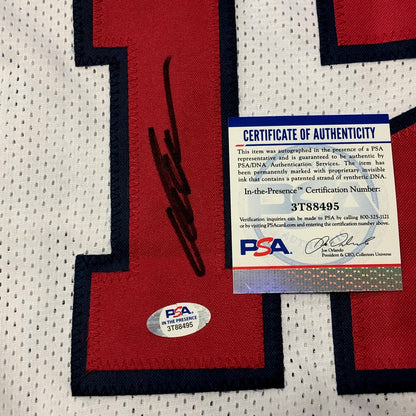 CERTIFICATE OF AUTHENTICITY
This item was autographed in the presence of a PSA
representative and is guaranteed to be authentic by
PSA/DNA Authentication Services. The item has
been permanently marked with proprietary invisible
ink that contains a patented strand of synthetic DNA.
In-the-Presence™ Certification Number:
3T88495
Verification inquiries can be made to PSA by calling 800-325-1121
or by visiting PSAcard.com and entering the above certification number.
PSA
Joe Orlando
President & CEO, Collectors Universe
PSA
IN THE PRESENCE
3T88495